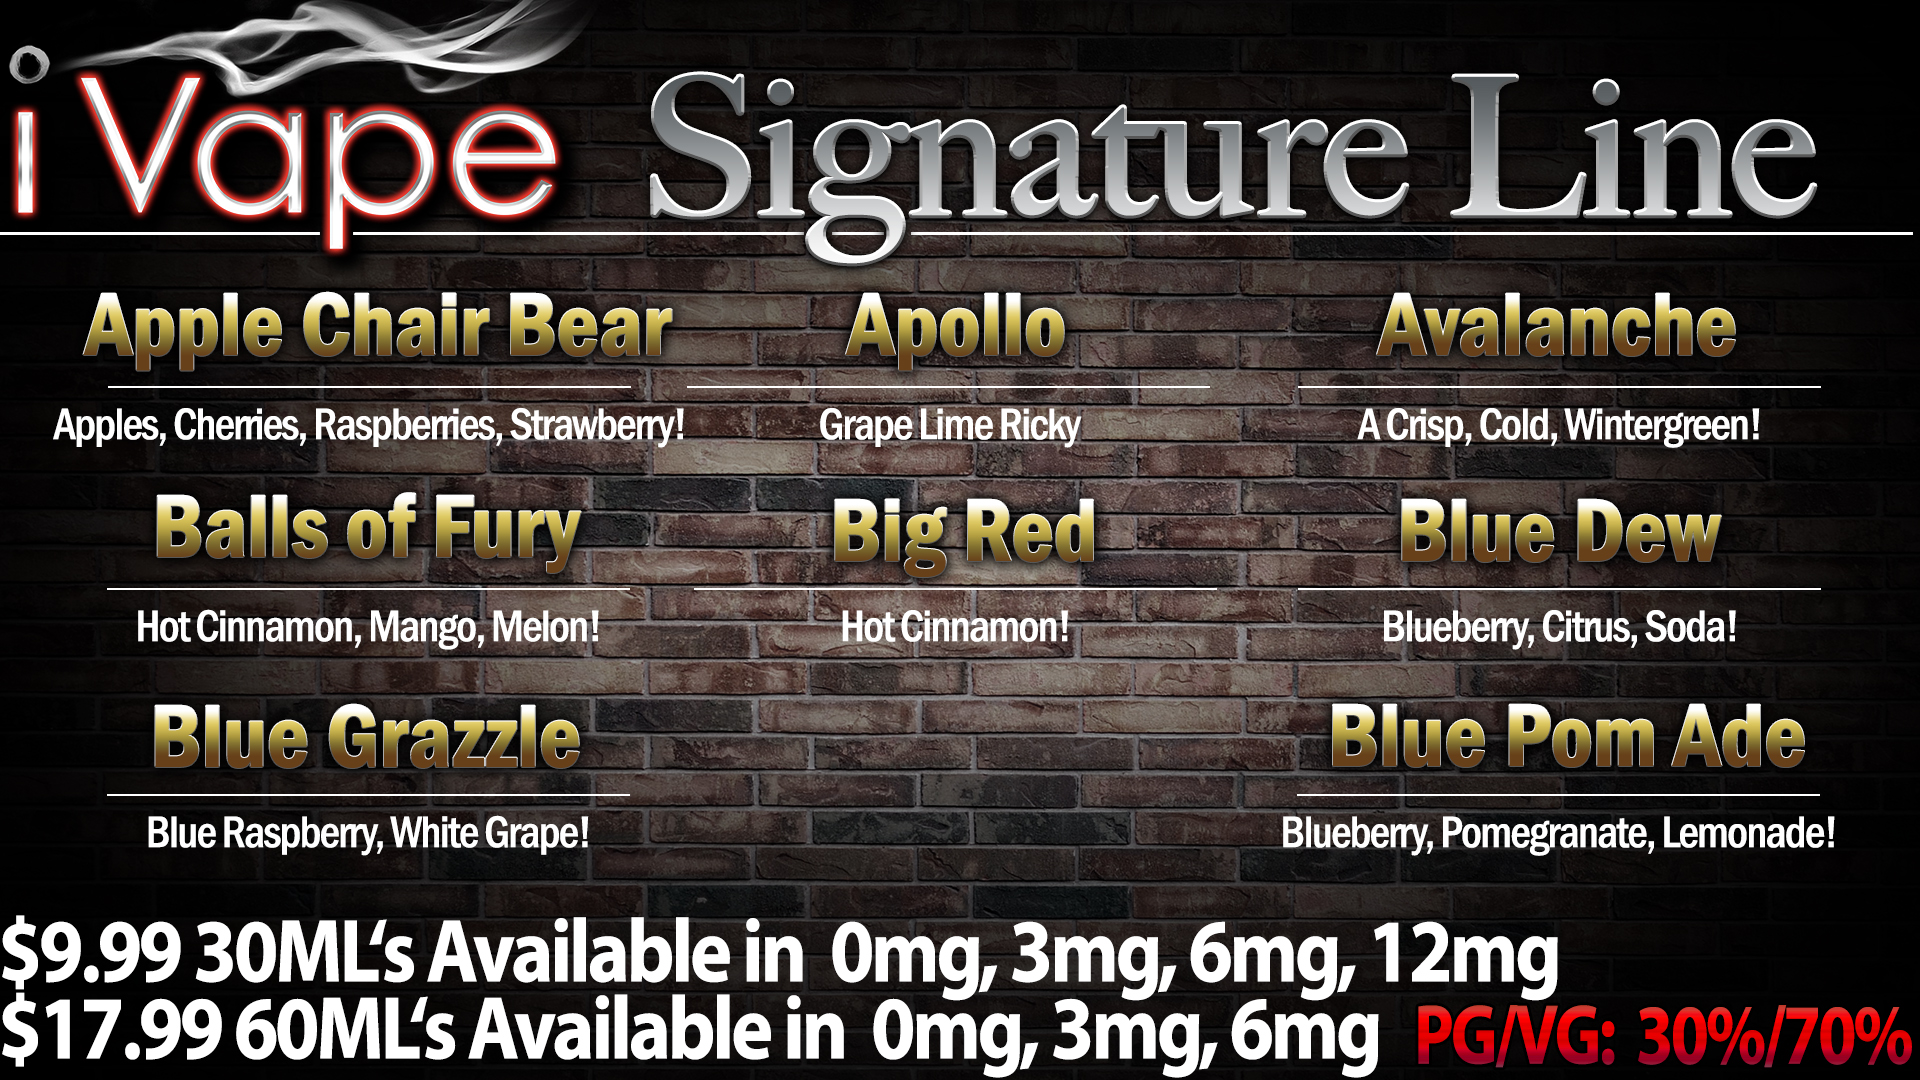 i Vape Signature Line
Apple Chair Bear
Apples, Cherries, Raspberries, Strawberry!
Apollo
Grape Lime Ricky
Avalanche
A Crisp, Cold, Wintergreen!
Balls of Fury
Hot Cinnamon, Mango, Melon!
Big Red
Hot Cinnamon!
Blue Dew
Blueberry, Citrus, Soda!
Blue Grazzle
Blue Raspberry, White Grape!
Blue Pom Ade
Blueberry, Pomegranate, Lemonade!
$9.99 30ML‘s Available in 0mg, 3mg, 6mg, 12mg
$17.99 60ML‘s Available in 0mg, 3mg, 6mg PG/VG: 30%/70%